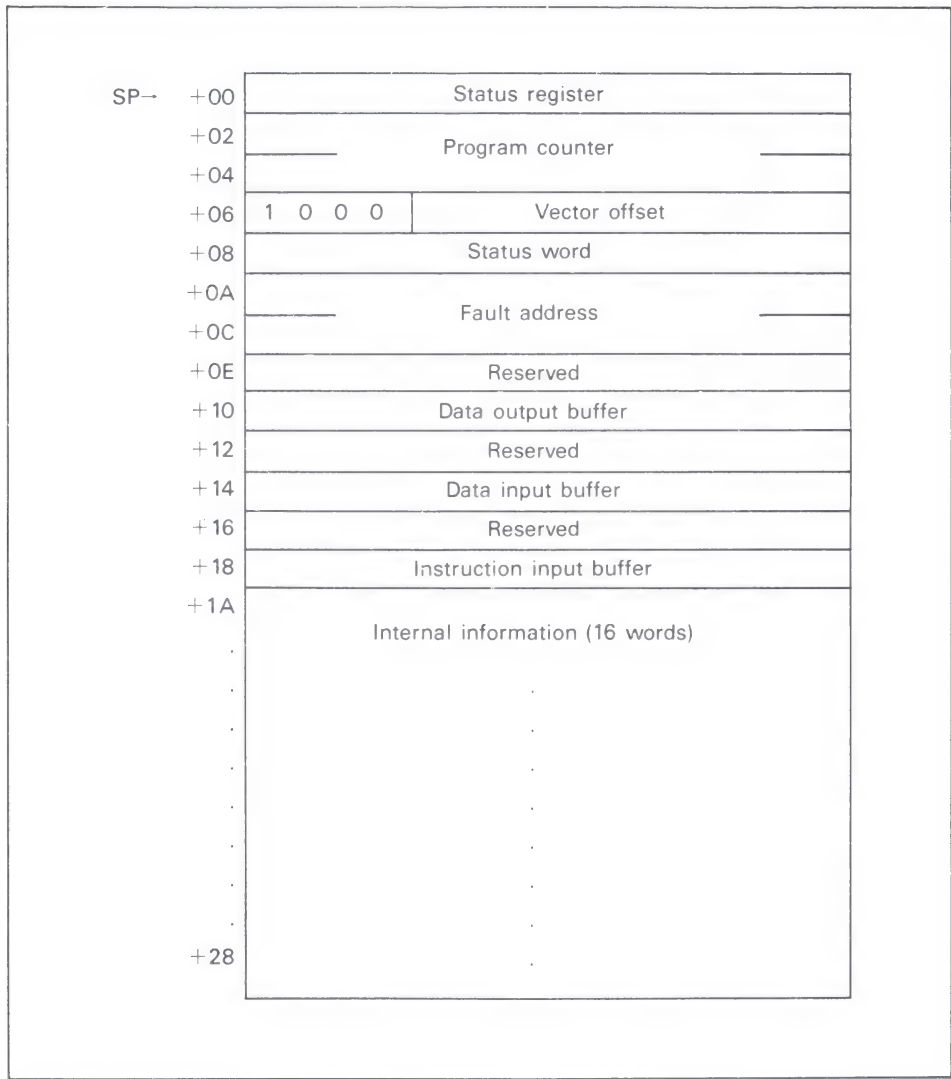 SP→ +00 Status register
+02
Program counter
+04
+06 1 0 0 0 Vector offset
+08 Status word
+0A
Fault address
+0C
+0E Reserved
+10 Data output buffer
+12 Reserved
+14 Data input buffer
+16 Reserved
+18 Instruction input buffer
+1A
Internal information (16 words)
+28